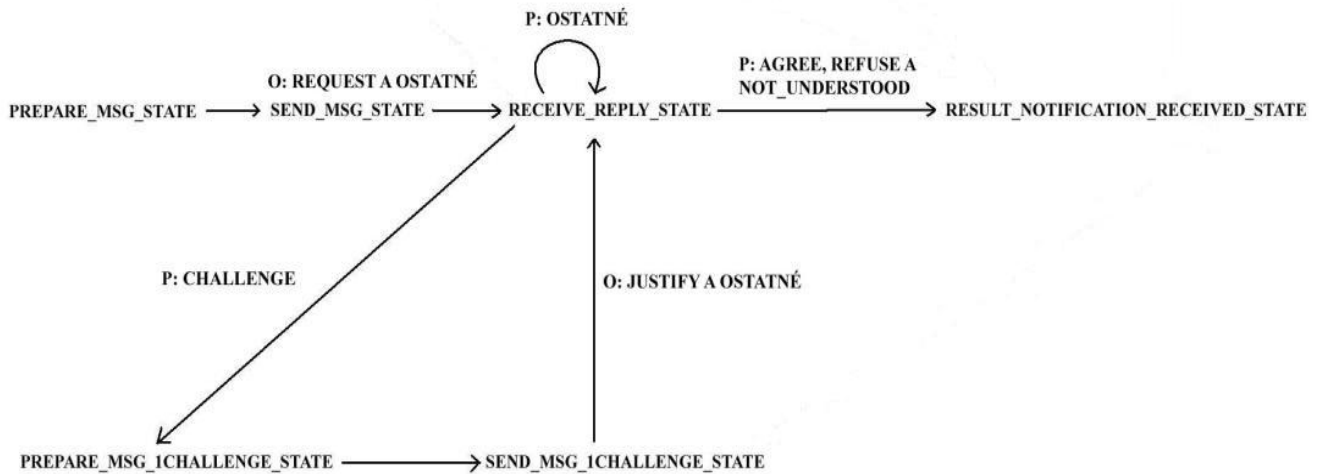 P: OSTATNÉ
O: REQUEST A OSTATNÉ
P: AGREE, REFUSE A
NOT_UNDERSTOOD
PREPARE_MSG_STATE
SEND_MSG_STATE
RECEIVE_REPLY_STATE
RESULT_NOTIFICATION_RECEIVED_STATE
P: CHALLENGE
O: JUSTIFY A OSTATNÉ
PREPARE_MSG_1CHALLENGE_STATE
SEND_MSG_1CHALLENGE_STATE